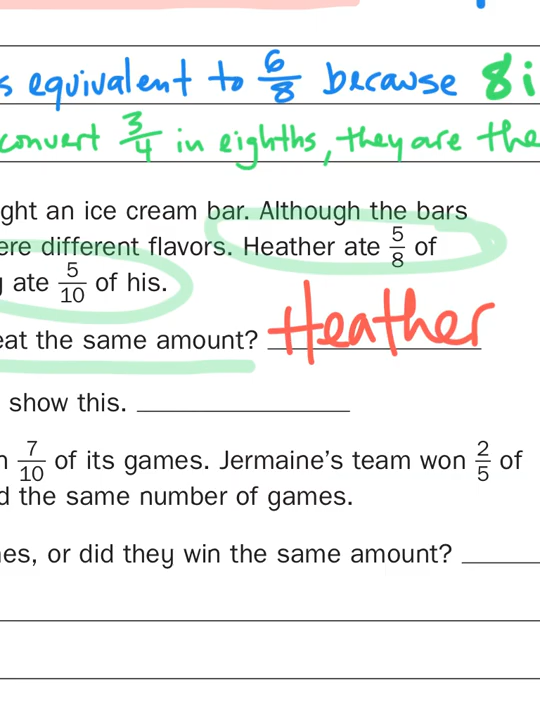 s equivalent to 6/8 because 8 i
convert 3/4 in eighths, they are the
ght an ice cream bar. Although the bars
ere different flavors. Heather ate 5/8 of
ate 5/10 of his.
eat the same amount? Heather
show this.
7/10 of its games. Jermaine's team won 2/5 of
d the same number of games.
es, or did they win the same amount?